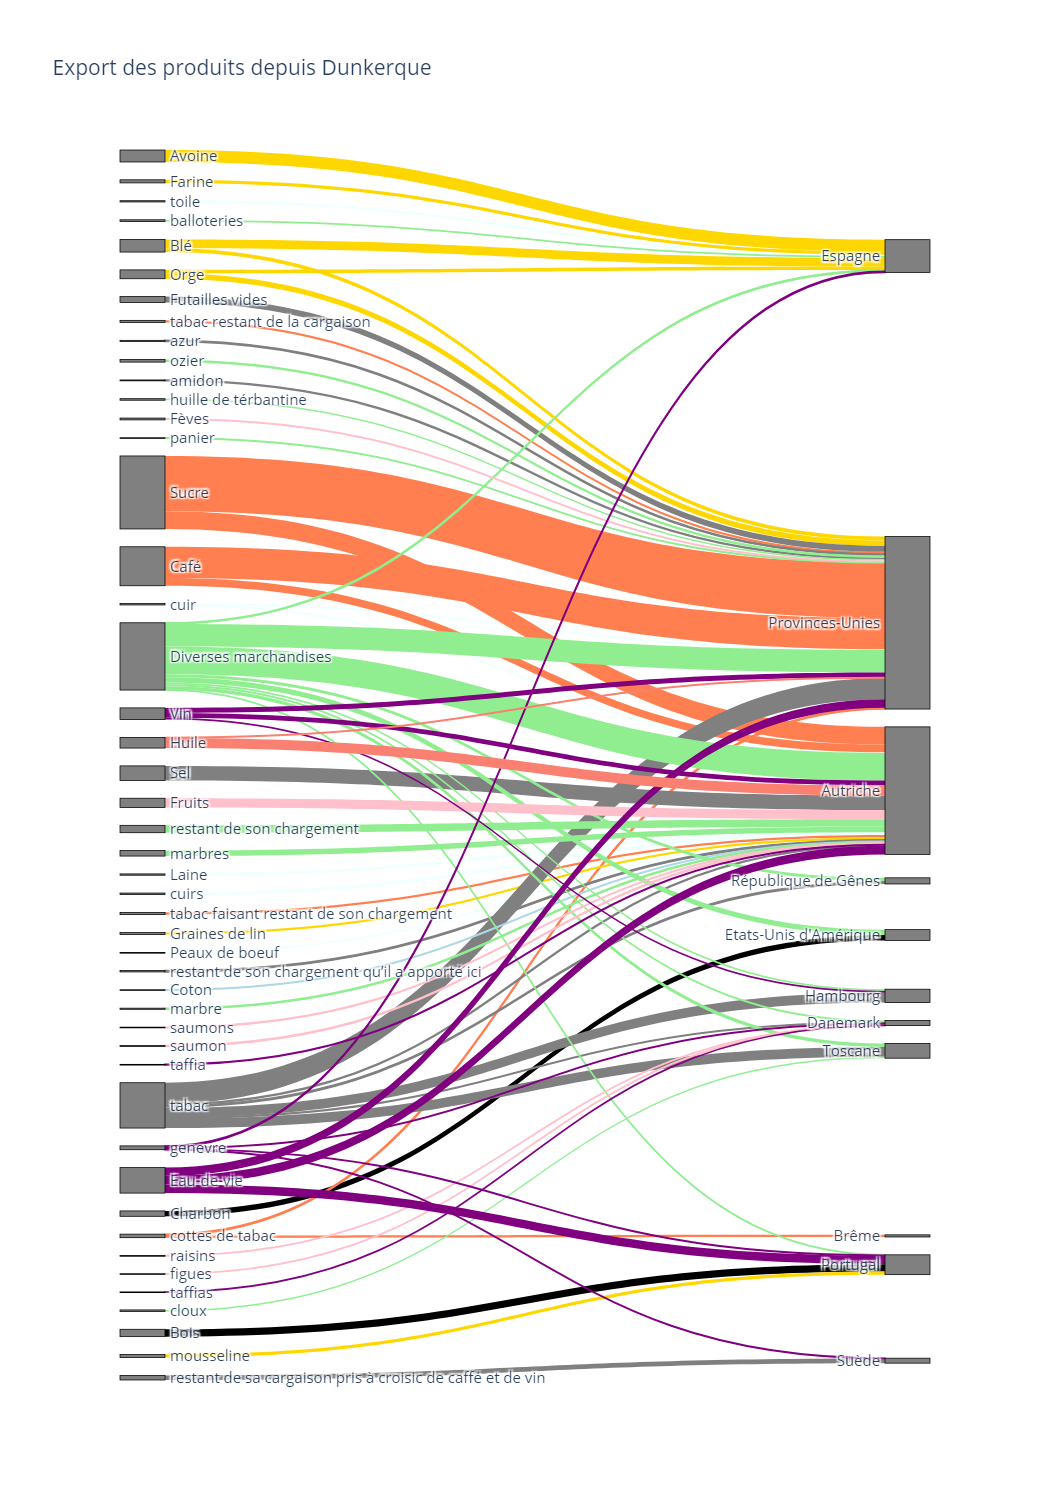 Export des produits depuis Dunkerque
Avoine
Farine
toile
balloteries
Blé
Orge
Futailles vides
tabac restant de la cargaison
azur
ozier
amidon
huille de térbantine
Fèves
panier
Sucre
Café
cuir
Diverses marchandises
Vin
Huile
Sel
Fruits
restant de son chargement
marbres
Laine
cuirs
tabac faisant restant de son chargement
Graines de lin
Peaux de boeuf
restant de son chargement qu'il a apporté ici
Coton
marbre
saumons
saumon
taffia
tabac
genèvre
Eau-de-vie
Charbon
cottes de tabac
raisins
figues
taffias
cloux
Bois
mousseline
restant de sa cargaison pris à croisic de caffé et de vin
Espagne
Provinces-Unies
Autriche
République de Gênes
Etats-Unis d'Amérique
Hambourg
Danemark
Toscane
Brême
Portugal
Suède